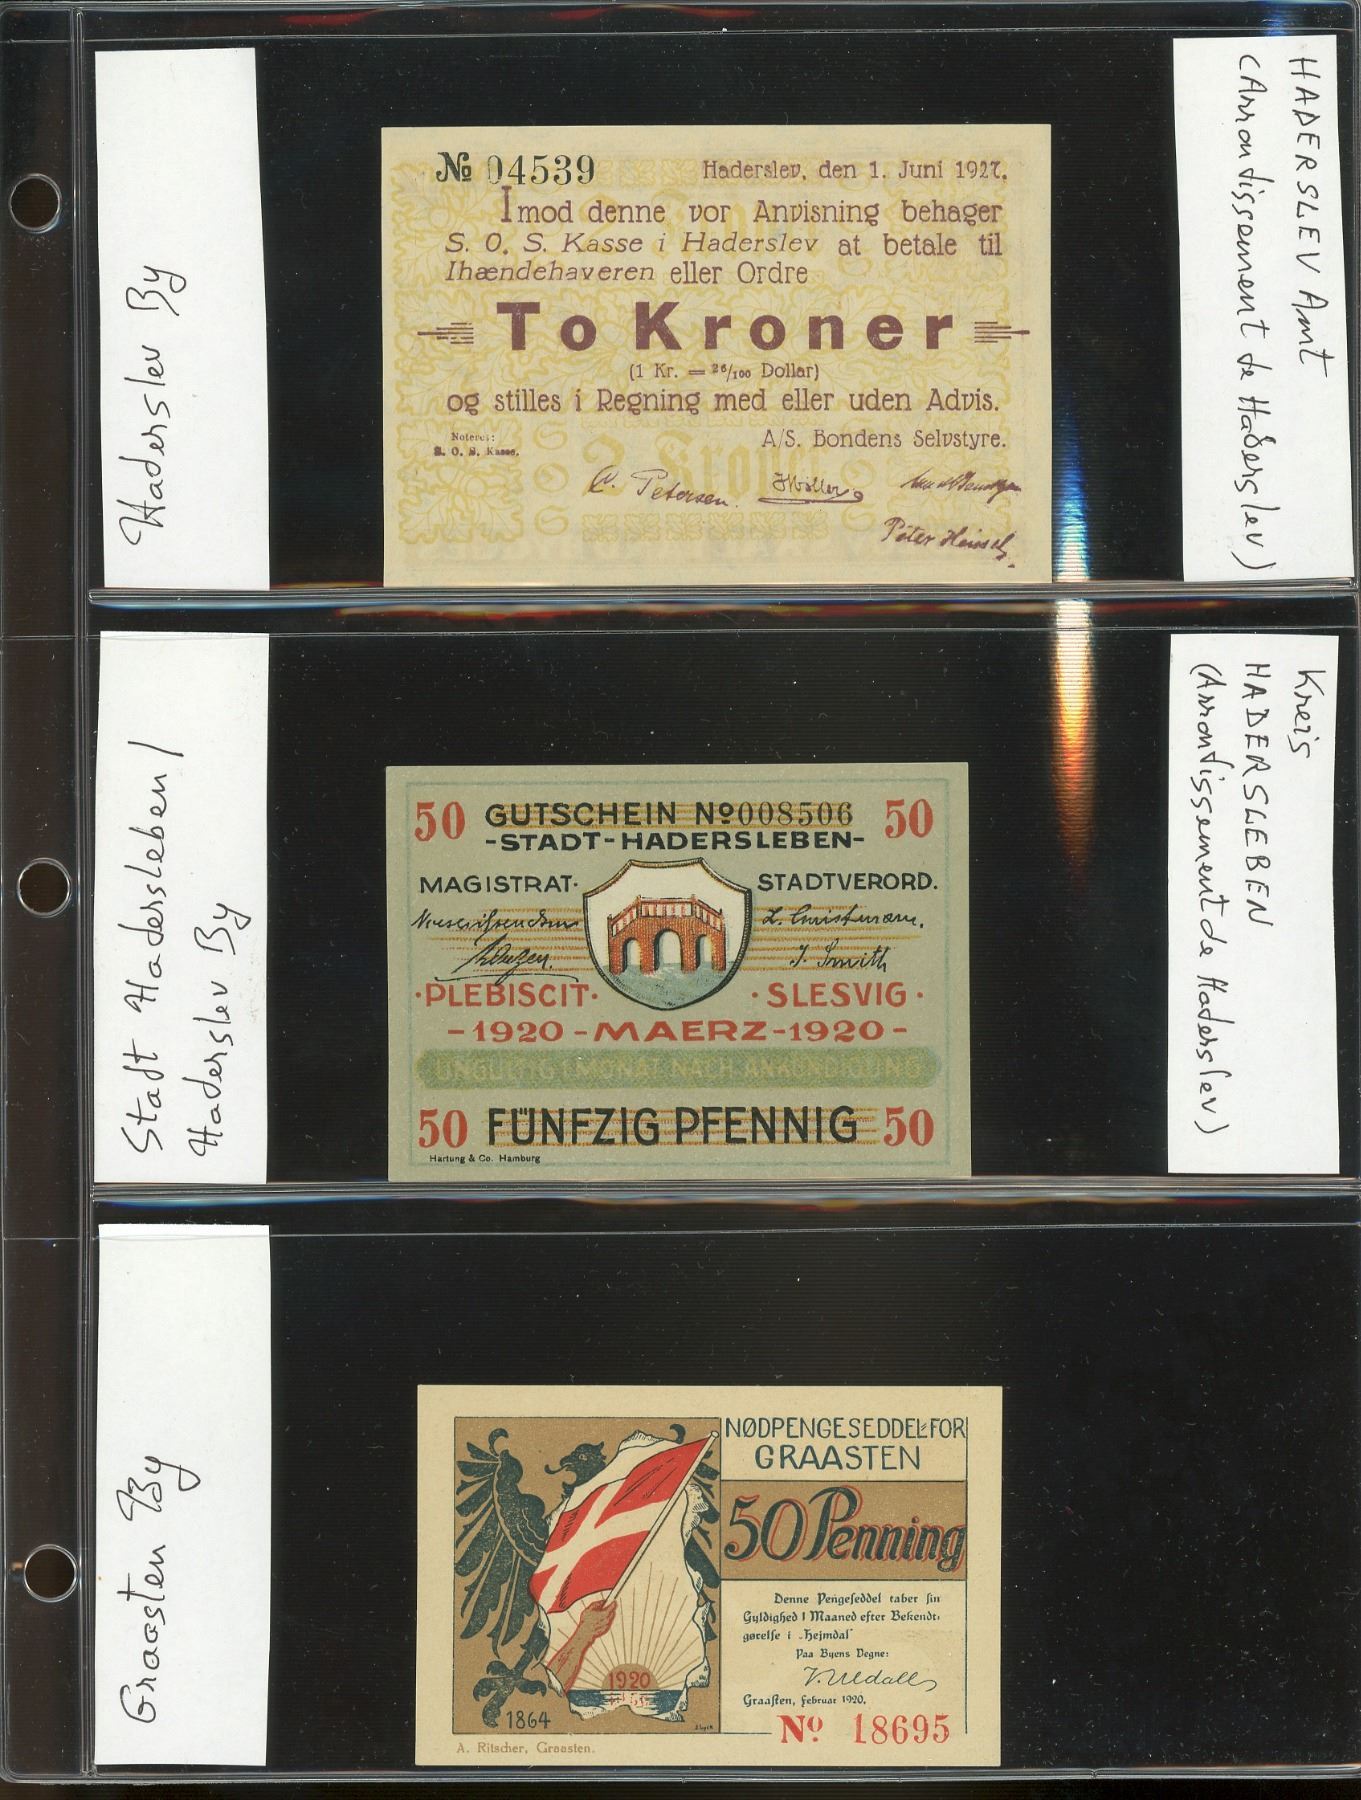 Haderslev By
HADERSLEV Amt
(Arrondissement de Haderslev)
№ 04539
Haderslev, den 1. Juni 1927.
Imod denne vor Anvisning behager
S. O. S. Kasse i Haderslev at betale til
Ihændehaveren eller Ordre
To Kroner
(1 Kr. = 26/100 Dollar)
og stilles i Regning med eller uden Advis.
Noteres:
S. O. S. Kasse.
A/S. Bondens Selvstyre.
C. Petersen.
HMöller
Peter Heinsch.
Stadt Hadersleben/
Haderslev By
Kreis
HADERSLEBEN
(Arrondissement de Haderslev)
50 GUTSCHEIN №008506 50
-STADT-HADERSLEBEN-
MAGISTRAT· STADTVERORD.
L. Christmann.
J. Smith
·PLEBISCIT· ·SLESVIG·
-1920-MAERZ-1920-
UNGÜLTIG 1 MONAT NACH ANKÜNDIGUNG
50 FÜNFZIG PFENNIG 50
Hartung & Co. Hamburg
Graasten By
NØDPENGESEDDEL FOR
GRAASTEN
50 Penning
Denne Pengeseddel taber sin
Gyldighed 1 Maaned efter Bekendt-
gørelse i „Hejmdal"
Paa Byens Vegne:
Graasten, Februar 1920.
№ 18695
1920
1864
A. Ritscher, Graasten.